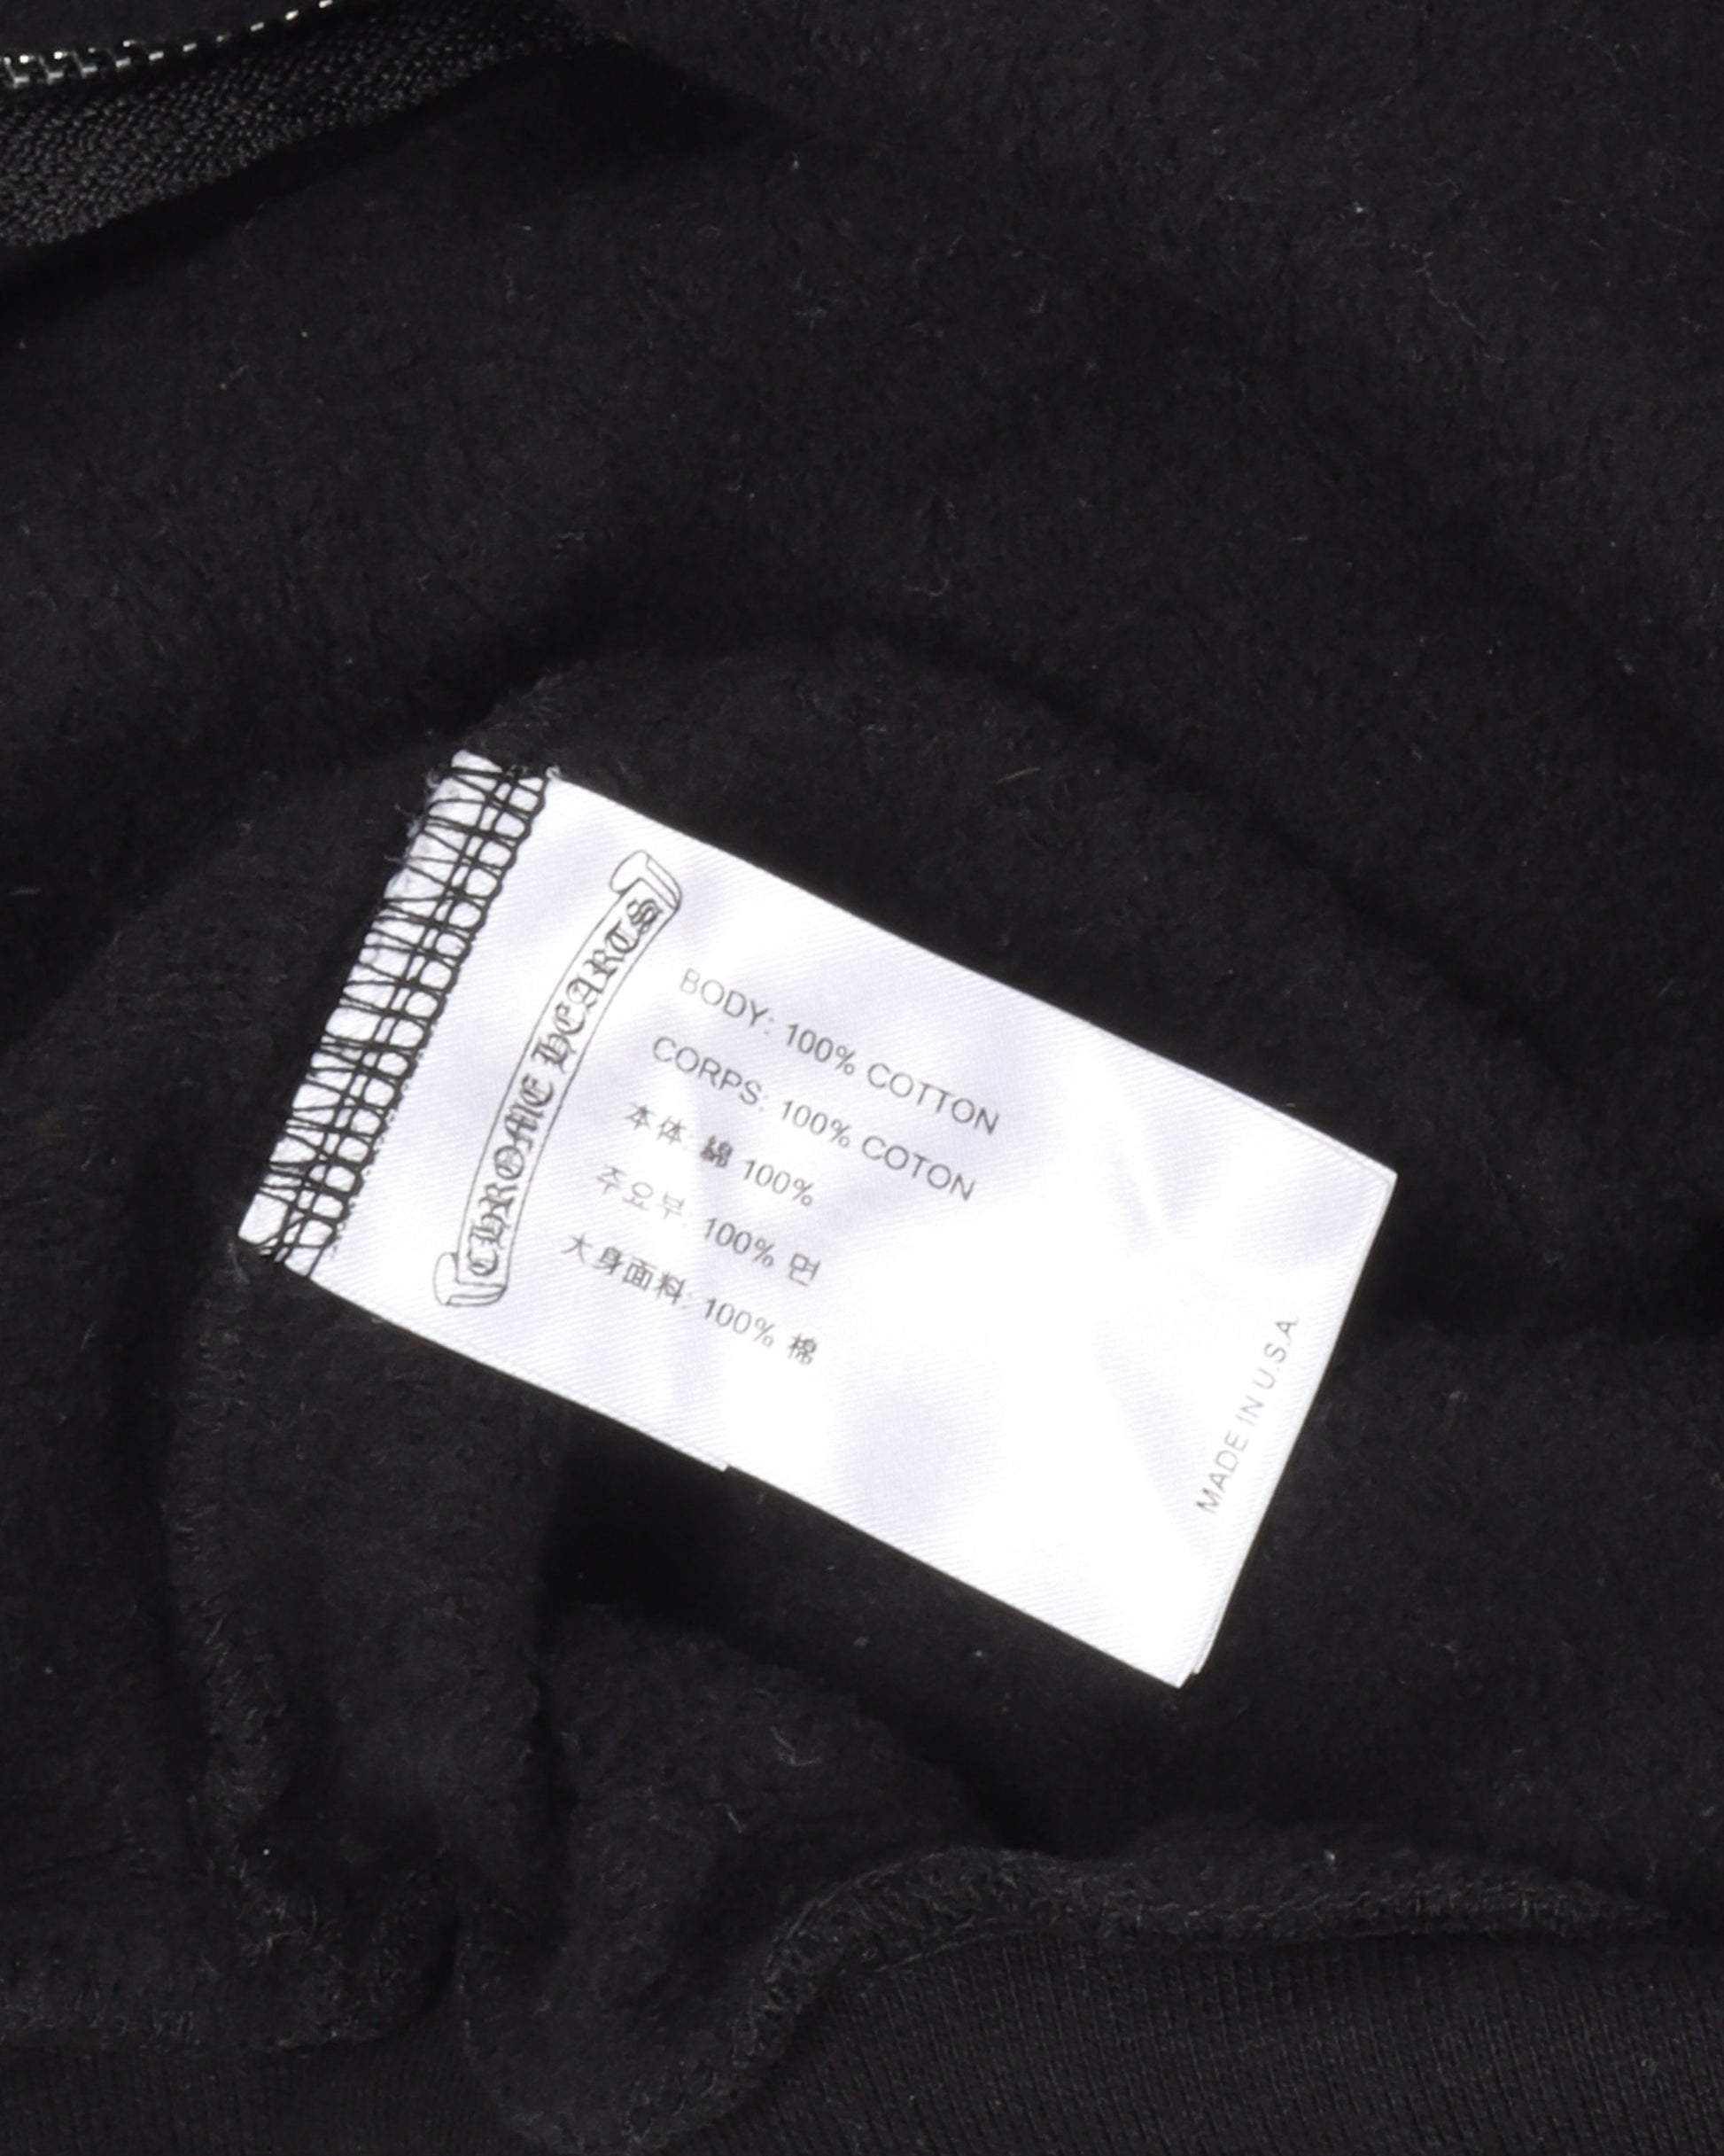 CHROME HEARTS
BODY: 100% COTTON
CORPS: 100% COTON
本体: 綿 100%
주요부: 100% 면
大身面料: 100% 棉
MADE IN U.S.A.